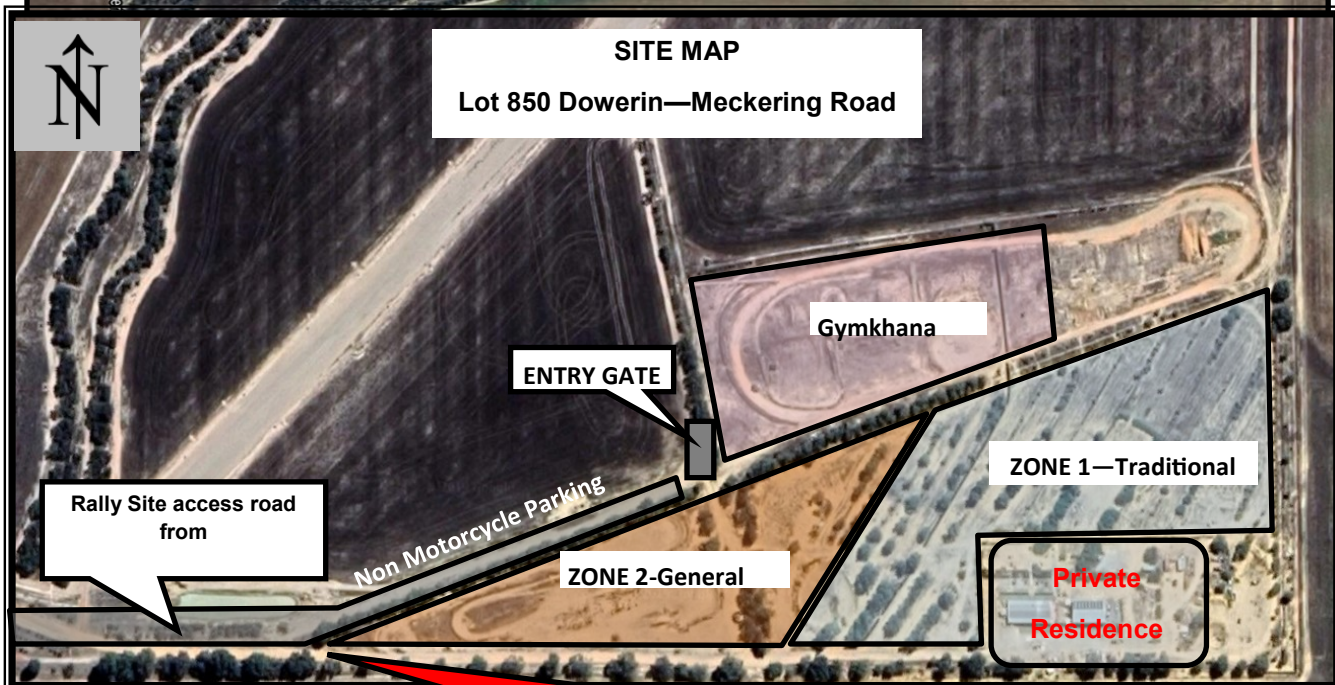 N
SITE MAP
Lot 850 Dowerin—Meckering Road
Gymkhana
ENTRY GATE
ZONE 1—Traditional
Rally Site access road
from
Non Motorcycle Parking
ZONE 2-General
Private
Residence